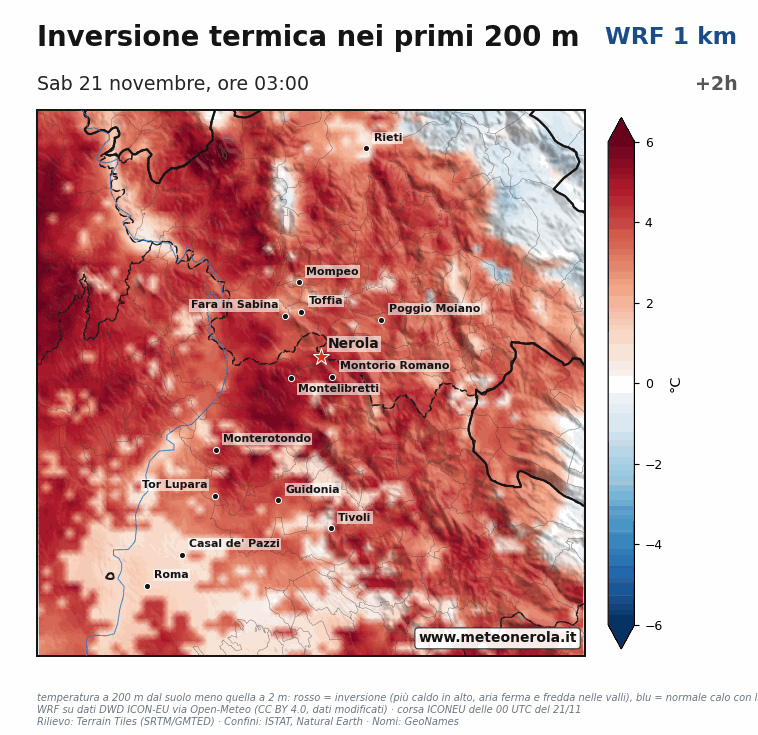 Inversione termica nei primi 200 m WRF 1 km
Sab 21 novembre, ore 03:00 +2h
Rieti
Mompeo
Toffia
Fara in Sabina
Poggio Moiano
Nerola
Montorio Romano
Montelibretti
Monterotondo
Tor Lupara
Guidonia
Tivoli
Casal de' Pazzi
Roma
www.meteonerola.it
6
4
2
0
−2
−4
−6
°C
temperatura a 200 m dal suolo meno quella a 2 m: rosso = inversione (più caldo in alto, aria ferma e fredda nelle valli), blu = normale calo con l
WRF su dati DWD ICON-EU via Open-Meteo (CC BY 4.0, dati modificati) · corsa ICONEU delle 00 UTC del 21/11
Rilievo: Terrain Tiles (SRTM/GMTED) · Confini: ISTAT, Natural Earth · Nomi: GeoNames